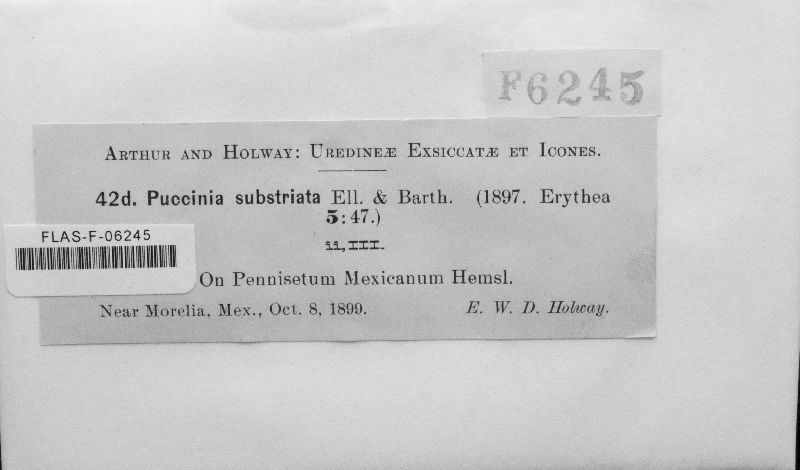 F6245
Arthur and Holway: Uredineæ Exsiccatæ et Icones.
42d. Puccinia substriata Ell. & Barth. (1897. Erythea
5:47.)
ii, III.
FLAS-F-06245
On Pennisetum Mexicanum Hemsl.
Near Morelia, Mex., Oct. 8, 1899. E. W. D. Holway.